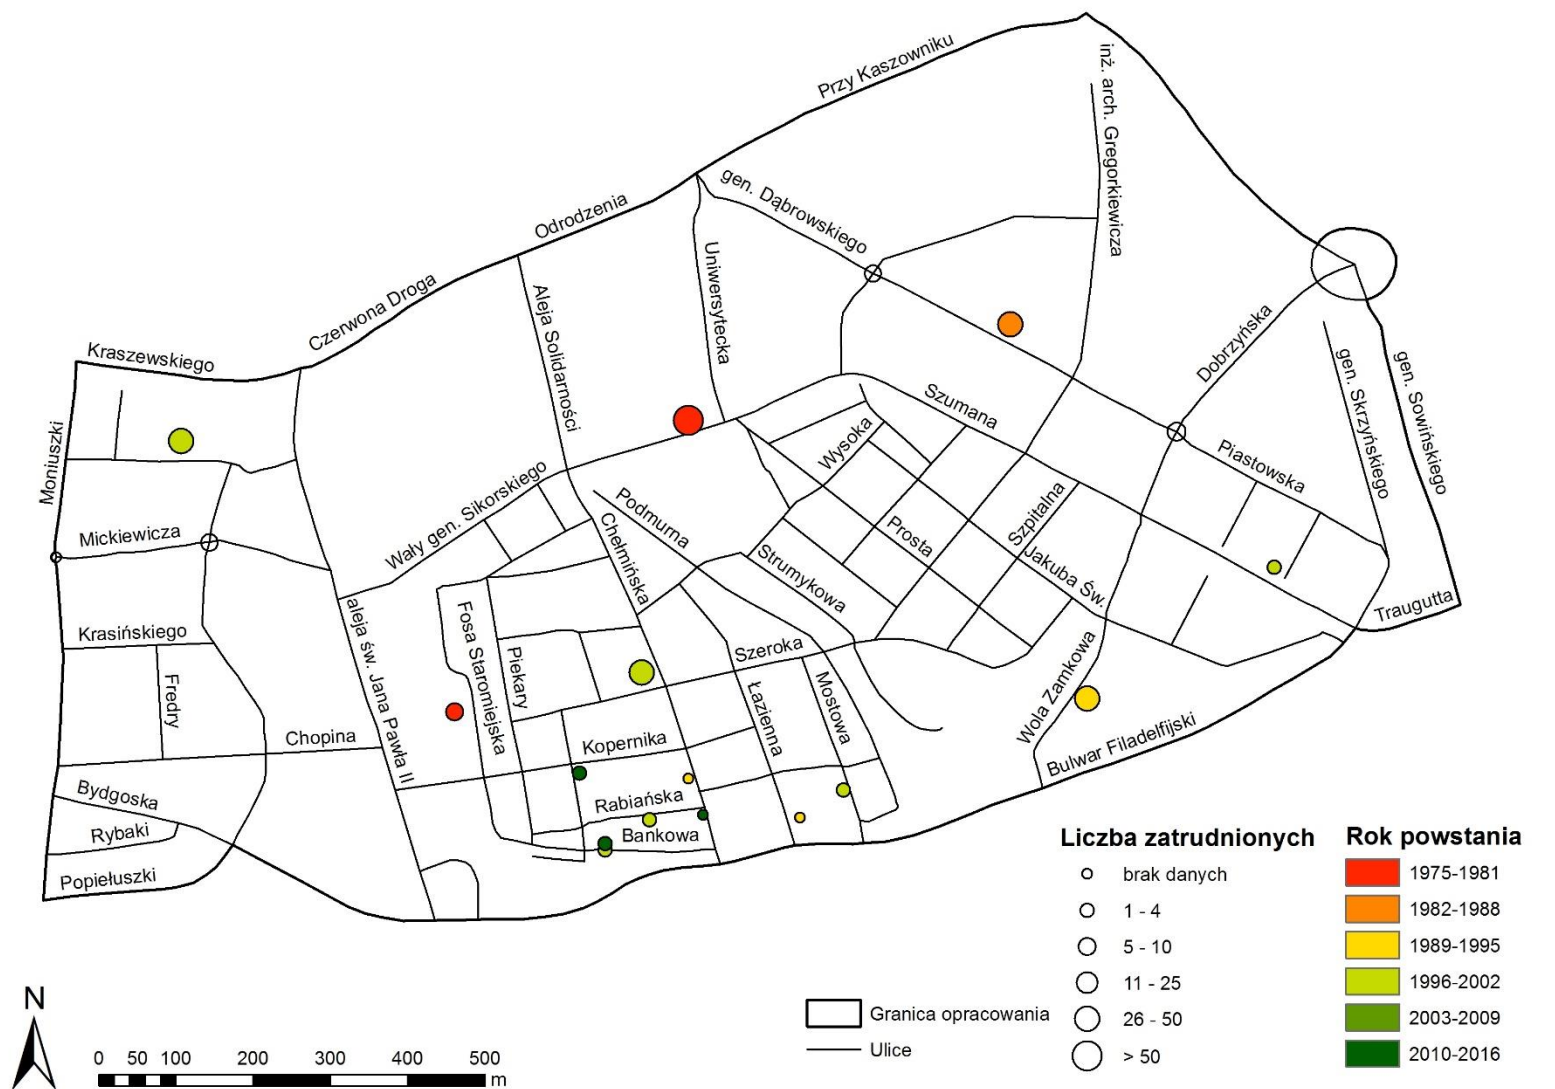 Przy Kaszowniku
inż. arch. Gregorkiewicza
gen. Dąbrowskiego
Odrodzenia
Uniwersytecka
Czerwona Droga
Aleja Solidarności
Kraszewskiego
Dobrzyńska
gen. Skrzyńskiego
gen. Sowińskiego
Moniuszki
Szumana
Wysoka
Piastowska
Wały gen. Sikorskiego
Podmurna
Chełmińska
Prosta
Szpitalna
Jakuba Św.
Mickiewicza
Strumykowa
Traugutta
Krasińskiego
aleja św. Jana Pawła II
Fosa Staromiejska
Piekary
Szeroka
Łazienna
Mostowa
Wola Zamkowa
Bulwar Filadelfijski
Fredry
Chopina
Kopernika
Bydgoska
Rabiańska
Rybaki
Bankowa
Popiełuszki
Liczba zatrudnionych
brak danych
1 - 4
5 - 10
11 - 25
26 - 50
> 50
Rok powstania
1975-1981
1982-1988
1989-1995
1996-2002
2003-2009
2010-2016
Granica opracowania
Ulice
N
0 50 100 200 300 400 500
m